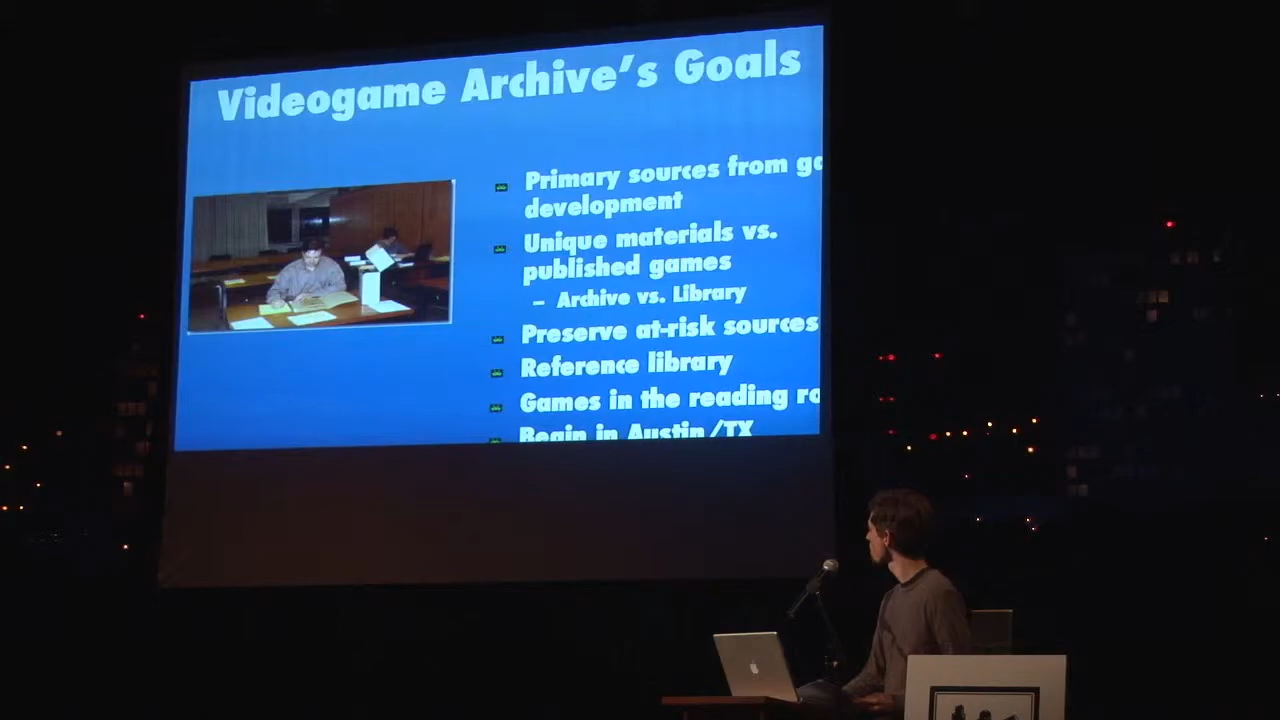 Videogame Archive's Goals
Primary sources from ga
development
Unique materials vs.
published games
– Archive vs. Library
Preserve at-risk sources
Reference library
Games in the reading ro
Begin in Austin/TX